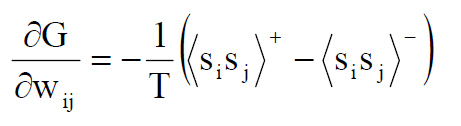 ∂G/∂w_ij = −1/T(⟨s_i s_j⟩⁺ − ⟨s_i s_j⟩⁻)